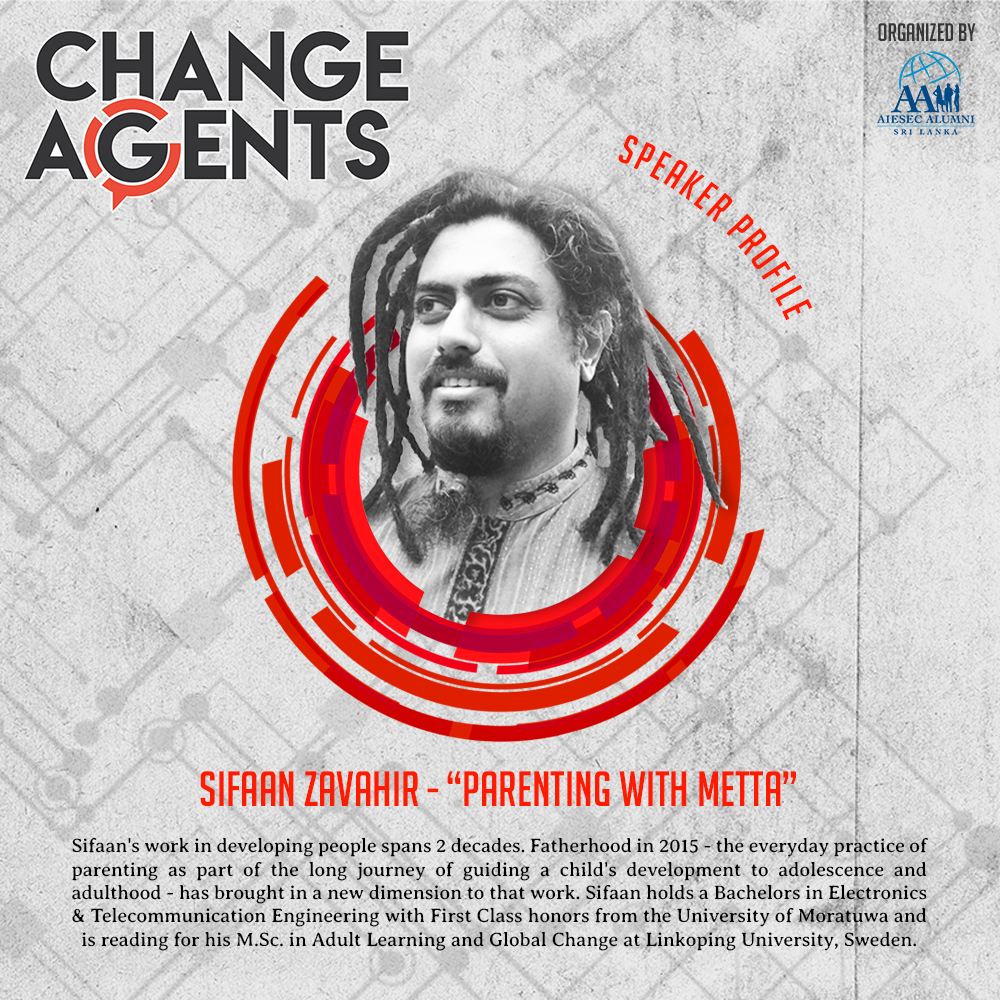 CHANGE
AGENTS
ORGANIZED BY
AA
AIESEC ALUMNI
SRI LANKA
SPEAKER PROFILE
SIFAAN ZAVAHIR - “PARENTING WITH METTA”
Sifaan's work in developing people spans 2 decades. Fatherhood in 2015 - the everyday practice of
parenting as part of the long journey of guiding a child's development to adolescence and
adulthood - has brought in a new dimension to that work. Sifaan holds a Bachelors in Electronics
& Telecommunication Engineering with First Class honors from the University of Moratuwa and
is reading for his M.Sc. in Adult Learning and Global Change at Linkoping University, Sweden.